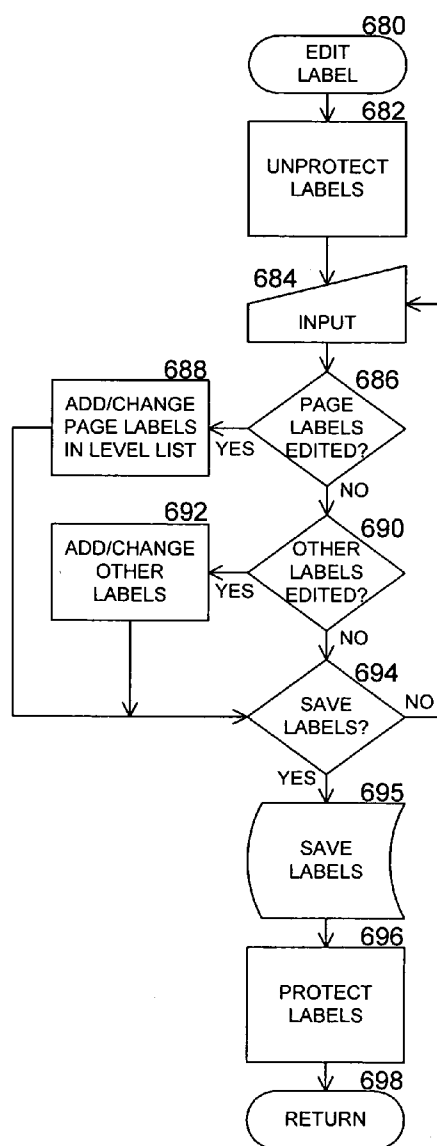 680
EDIT
LABEL
682
UNPROTECT
LABELS
684
INPUT
688
686
ADD/CHANGE
PAGE LABELS
IN LEVEL LIST
YES
PAGE
LABELS
EDITED?
NO
692
690
ADD/CHANGE
OTHER
LABELS
YES
OTHER
LABELS
EDITED?
NO
694
SAVE
LABELS?
NO
YES
695
SAVE
LABELS
696
PROTECT
LABELS
698
RETURN